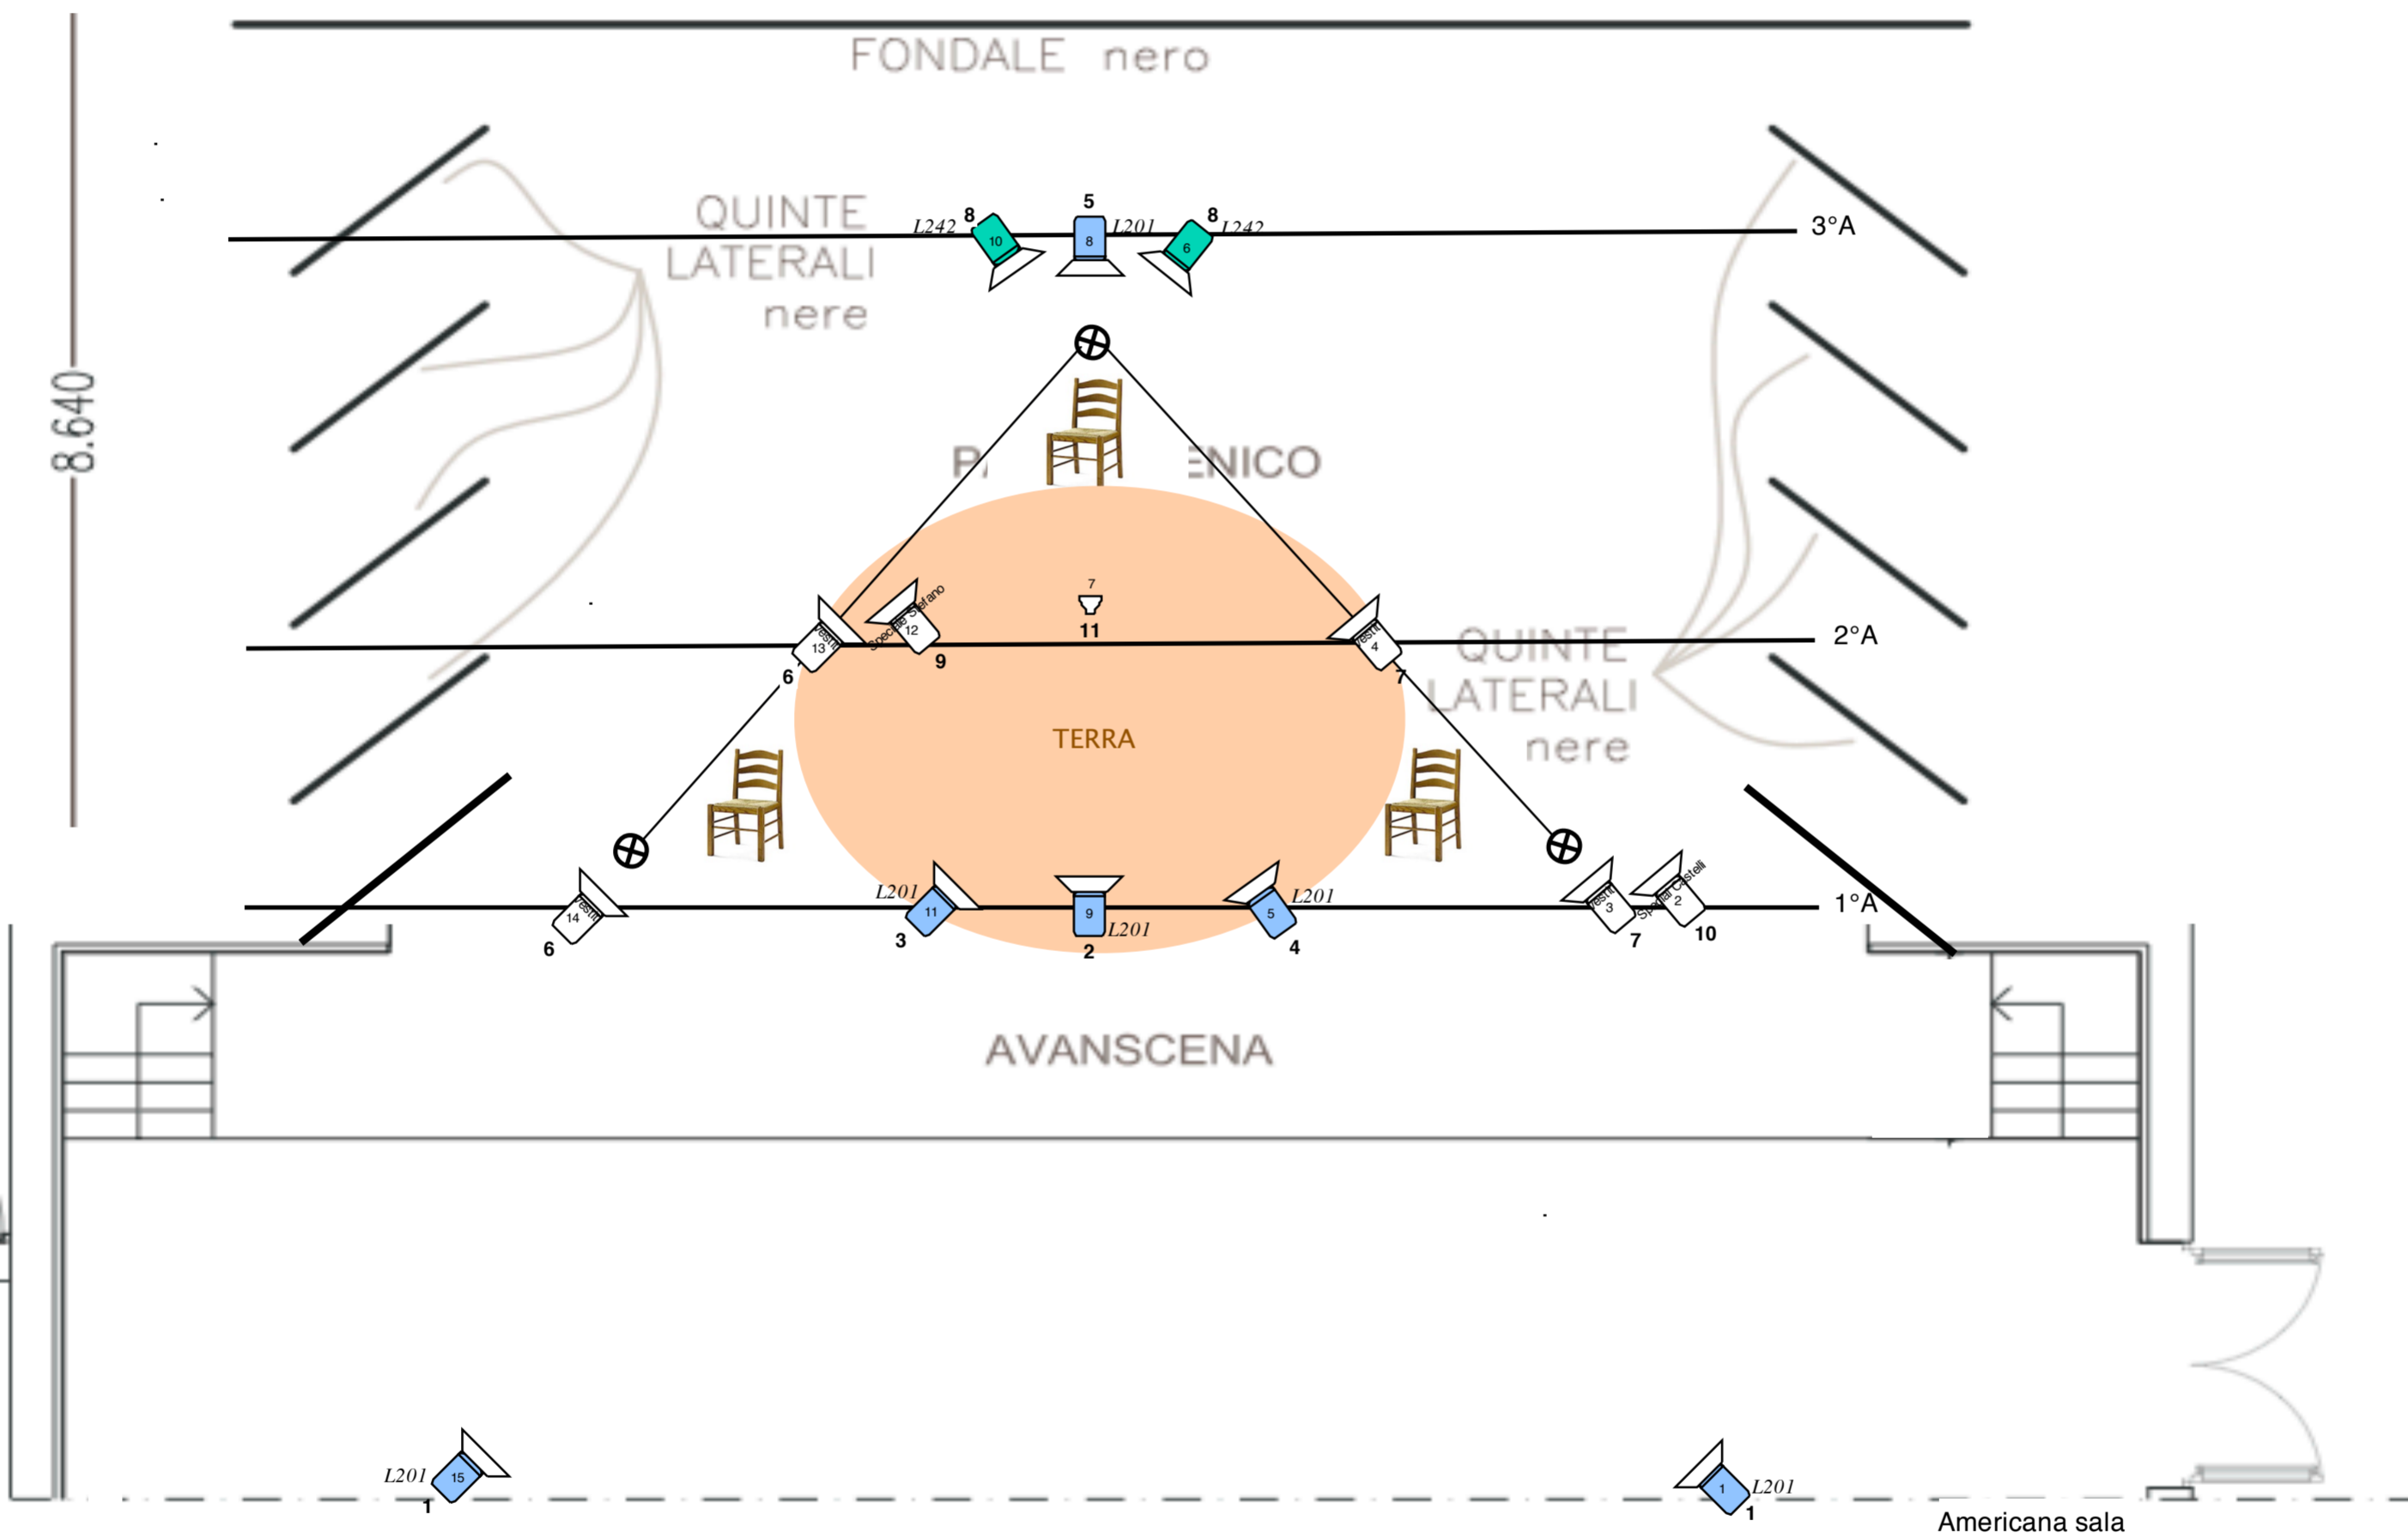 FONDALE nero
8.640
QUINTE
LATERALI
nere
L242
8
10
5
8
L201
8
6
L242
3°A
ENICO
7
11
13
6
Speciale Stefano
12
9
4
7
2°A
QUINTE
LATERALI
nere
TERRA
14
6
L201
11
3
9
L201
2
5
L201
4
3
7
2
10
1°A
AVANSCENA
L201
15
1
1
L201
1
Americana sala